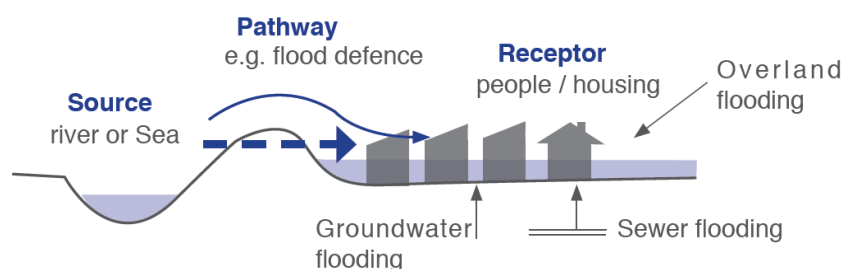 Pathway
e.g. flood defence
Receptor
people / housing
Overland
flooding
Source
river or Sea
Groundwater
flooding
Sewer flooding